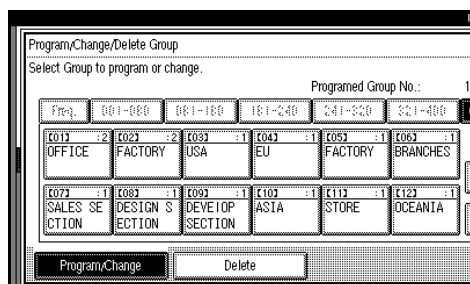 Program/Change/Delete Group
Select Group to program or change.
Programed Group No.: 1
Freq. 001-080 081-160 161-240 241-320 321-400
[01] :2 [02] :2 [03] :1 [04] :1 [05] :1 [06] :1
OFFICE FACTORY USA EU FACTORY BRANCHES
[07] :1 [08] :1 [09] :1 [10] :1 [11] :1 [12] :1
SALES SE DESIGN S DEVElOP ASIA STORE OCEANIA
CTION ECTION SECTION
Program/Change Delete